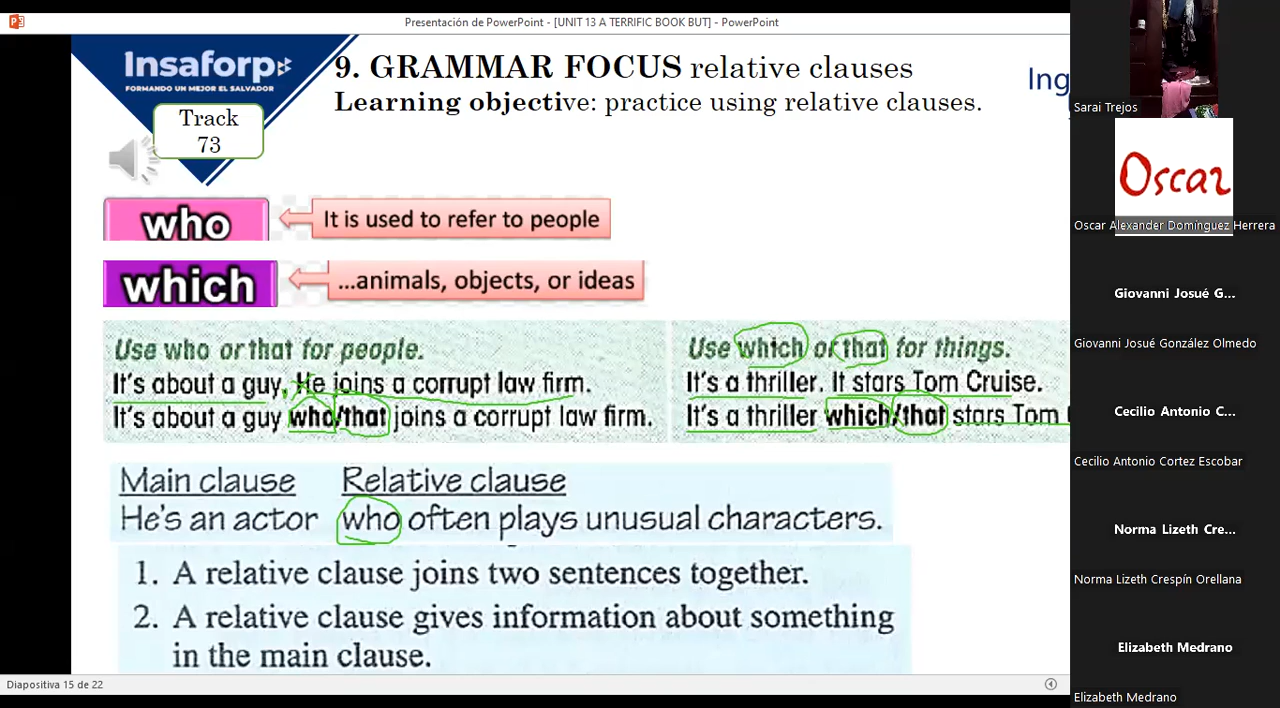 Presentación de PowerPoint - [UNIT 13 A TERRIFIC BOOK BUT] - PowerPoint
Insaforp
FORMANDO UN MEJOR EL SALVADOR
9. GRAMMAR FOCUS relative clauses
Learning objective: practice using relative clauses.
Ing
Track
73
who
It is used to refer to people
which
...animals, objects, or ideas
Use who or that for people.
It's about a guy. He joins a corrupt law firm.
It's about a guy who/that joins a corrupt law firm.
Use which or that for things.
It's a thriller. It stars Tom Cruise.
It's a thriller which/that stars Tom
Main clause Relative clause
He's an actor who often plays unusual characters.
1. A relative clause joins two sentences together.
2. A relative clause gives information about something
in the main clause.
Diapositiva 15 de 22
Sarai Trejos
Oscar
Oscar Alexander Domínguez Herrera
Giovanni Josué G...
Giovanni Josué González Olmedo
Cecilio Antonio C...
Cecilio Antonio Cortez Escobar
Norma Lizeth Cre...
Norma Lizeth Crespín Orellana
Elizabeth Medrano
Elizabeth Medrano